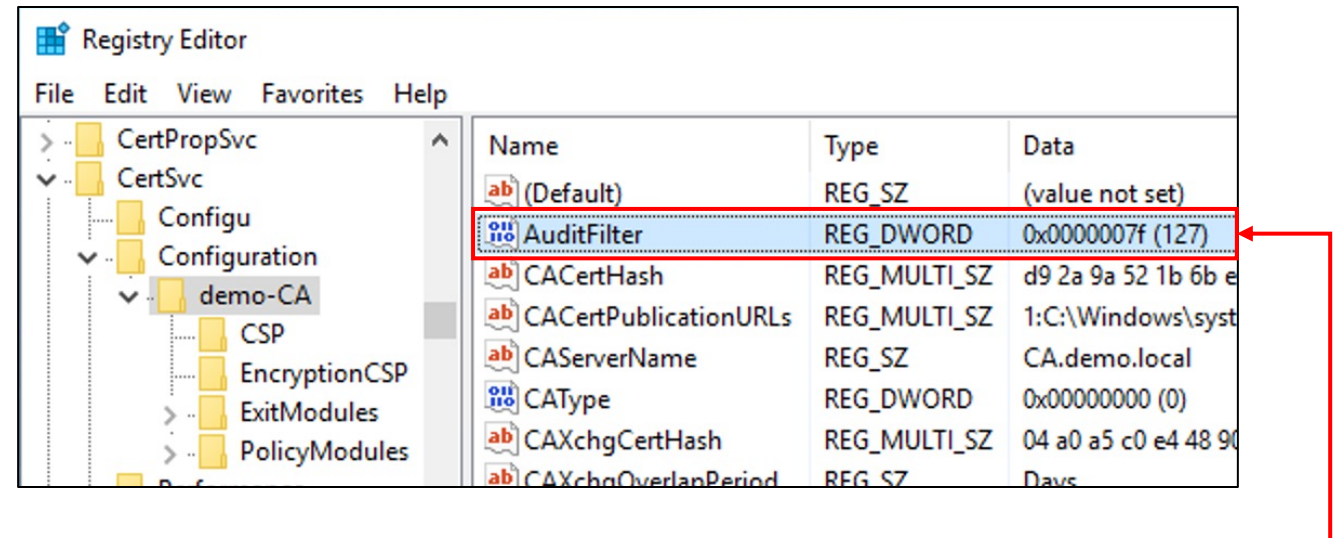 Registry Editor
File Edit View Favorites Help
CertPropSvc
CertSvc
Configu
Configuration
demo-CA
CSP
EncryptionCSP
ExitModules
PolicyModules
Name Type Data
(Default) REG_SZ (value not set)
AuditFilter REG_DWORD 0x0000007f (127)
CACertHash REG_MULTI_SZ d9 2a 9a 52 1b 6b e
CACertPublicationURLs REG_MULTI_SZ 1:C:\Windows\syst
CAServerName REG_SZ CA.demo.local
CAType REG_DWORD 0x00000000 (0)
CAXchgCertHash REG_MULTI_SZ 04 a0 a5 c0 e4 48 90
CAXchgOverlapPeriod REG_SZ Days